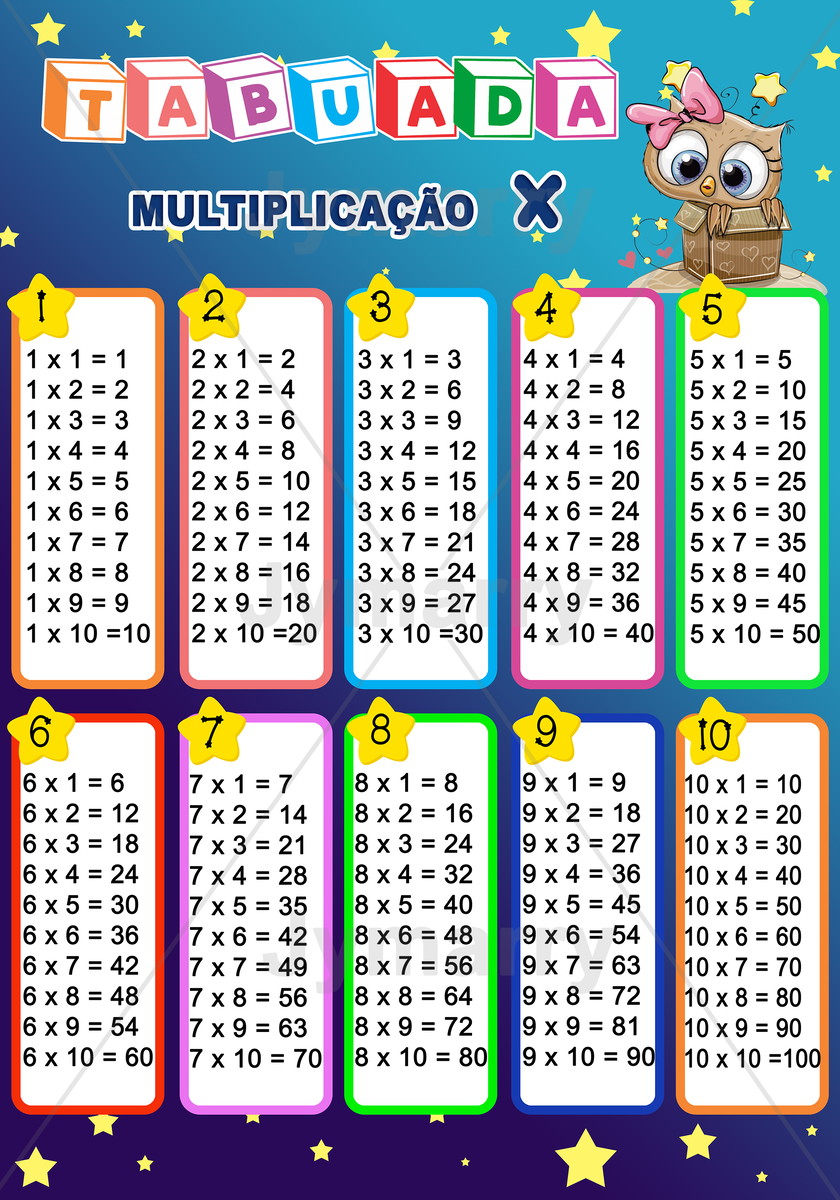 TABUADA
MULTIPLICAÇÃO X
1
1 x 1 = 1
1 x 2 = 2
1 x 3 = 3
1 x 4 = 4
1 x 5 = 5
1 x 6 = 6
1 x 7 = 7
1 x 8 = 8
1 x 9 = 9
1 x 10 =10
2
2 x 1 = 2
2 x 2 = 4
2 x 3 = 6
2 x 4 = 8
2 x 5 = 10
2 x 6 = 12
2 x 7 = 14
2 x 8 = 16
2 x 9 = 18
2 x 10 =20
3
3 x 1 = 3
3 x 2 = 6
3 x 3 = 9
3 x 4 = 12
3 x 5 = 15
3 x 6 = 18
3 x 7 = 21
3 x 8 = 24
3 x 9 = 27
3 x 10 =30
4
4 x 1 = 4
4 x 2 = 8
4 x 3 = 12
4 x 4 = 16
4 x 5 = 20
4 x 6 = 24
4 x 7 = 28
4 x 8 = 32
4 x 9 = 36
4 x 10 = 40
5
5 x 1 = 5
5 x 2 = 10
5 x 3 = 15
5 x 4 = 20
5 x 5 = 25
5 x 6 = 30
5 x 7 = 35
5 x 8 = 40
5 x 9 = 45
5 x 10 = 50
6
6 x 1 = 6
6 x 2 = 12
6 x 3 = 18
6 x 4 = 24
6 x 5 = 30
6 x 6 = 36
6 x 7 = 42
6 x 8 = 48
6 x 9 = 54
6 x 10 = 60
7
7 x 1 = 7
7 x 2 = 14
7 x 3 = 21
7 x 4 = 28
7 x 5 = 35
7 x 6 = 42
7 x 7 = 49
7 x 8 = 56
7 x 9 = 63
7 x 10 = 70
8
8 x 1 = 8
8 x 2 = 16
8 x 3 = 24
8 x 4 = 32
8 x 5 = 40
8 x 6 = 48
8 x 7 = 56
8 x 8 = 64
8 x 9 = 72
8 x 10 = 80
9
9 x 1 = 9
9 x 2 = 18
9 x 3 = 27
9 x 4 = 36
9 x 5 = 45
9 x 6 = 54
9 x 7 = 63
9 x 8 = 72
9 x 9 = 81
9 x 10 = 90
10
10 x 1 = 10
10 x 2 = 20
10 x 3 = 30
10 x 4 = 40
10 x 5 = 50
10 x 6 = 60
10 x 7 = 70
10 x 8 = 80
10 x 9 = 90
10 x 10 =100
Jymarry
Jymarry
Jymarry